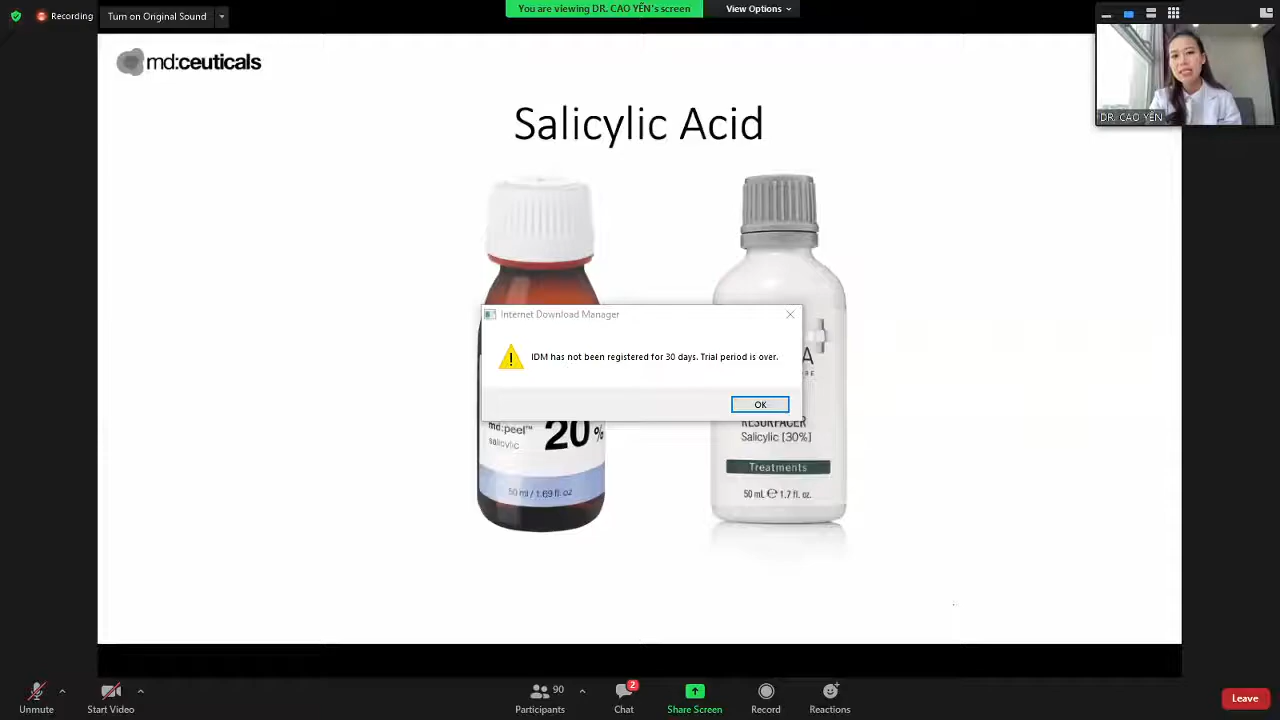 Recording
Turn on Original Sound
You are viewing DR. CAO YẾN's screen
View Options
md:ceuticals
DR. CAO YẾN
Salicylic Acid
Internet Download Manager
IDM has not been registered for 30 days. Trial period is over.
OK
md:peel™
salicylic
20%
50 ml / 1.69 fl. oz
A
RESURFACER
Salicylic [30%]
Treatments
50 mL ℮ 1.7 fl. oz.
Unmute
Start Video
Participants
90
Chat
2
Share Screen
Record
Reactions
Leave